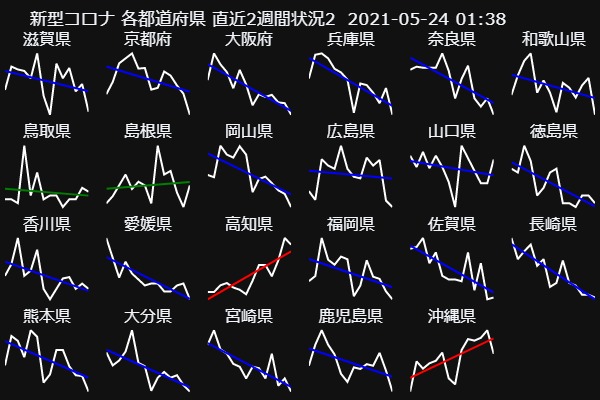 新型コロナ 各都道府県 直近2週間状況2 2021-05-24 01:38
滋賀県 京都府 大阪府 兵庫県 奈良県 和歌山県
鳥取県 島根県 岡山県 広島県 山口県 徳島県
香川県 愛媛県 高知県 福岡県 佐賀県 長崎県
熊本県 大分県 宮崎県 鹿児島県 沖縄県